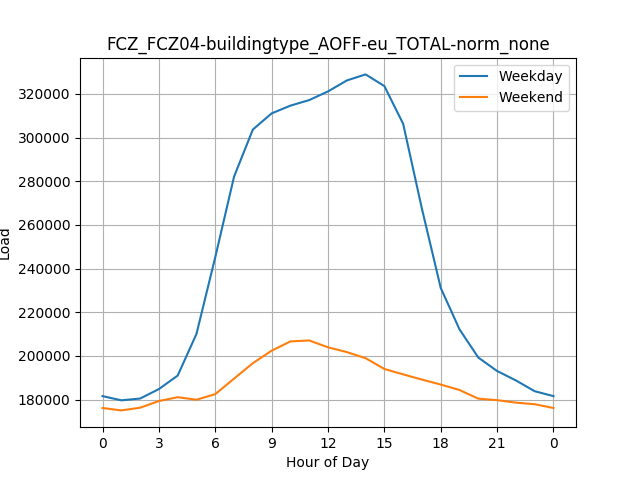 FCZ_FCZ04-buildingtype_AOFF-eu_TOTAL-norm_none
Weekday
Weekend
320000
300000
280000
260000
240000
220000
200000
180000
Load
0 3 6 9 12 15 18 21 0
Hour of Day